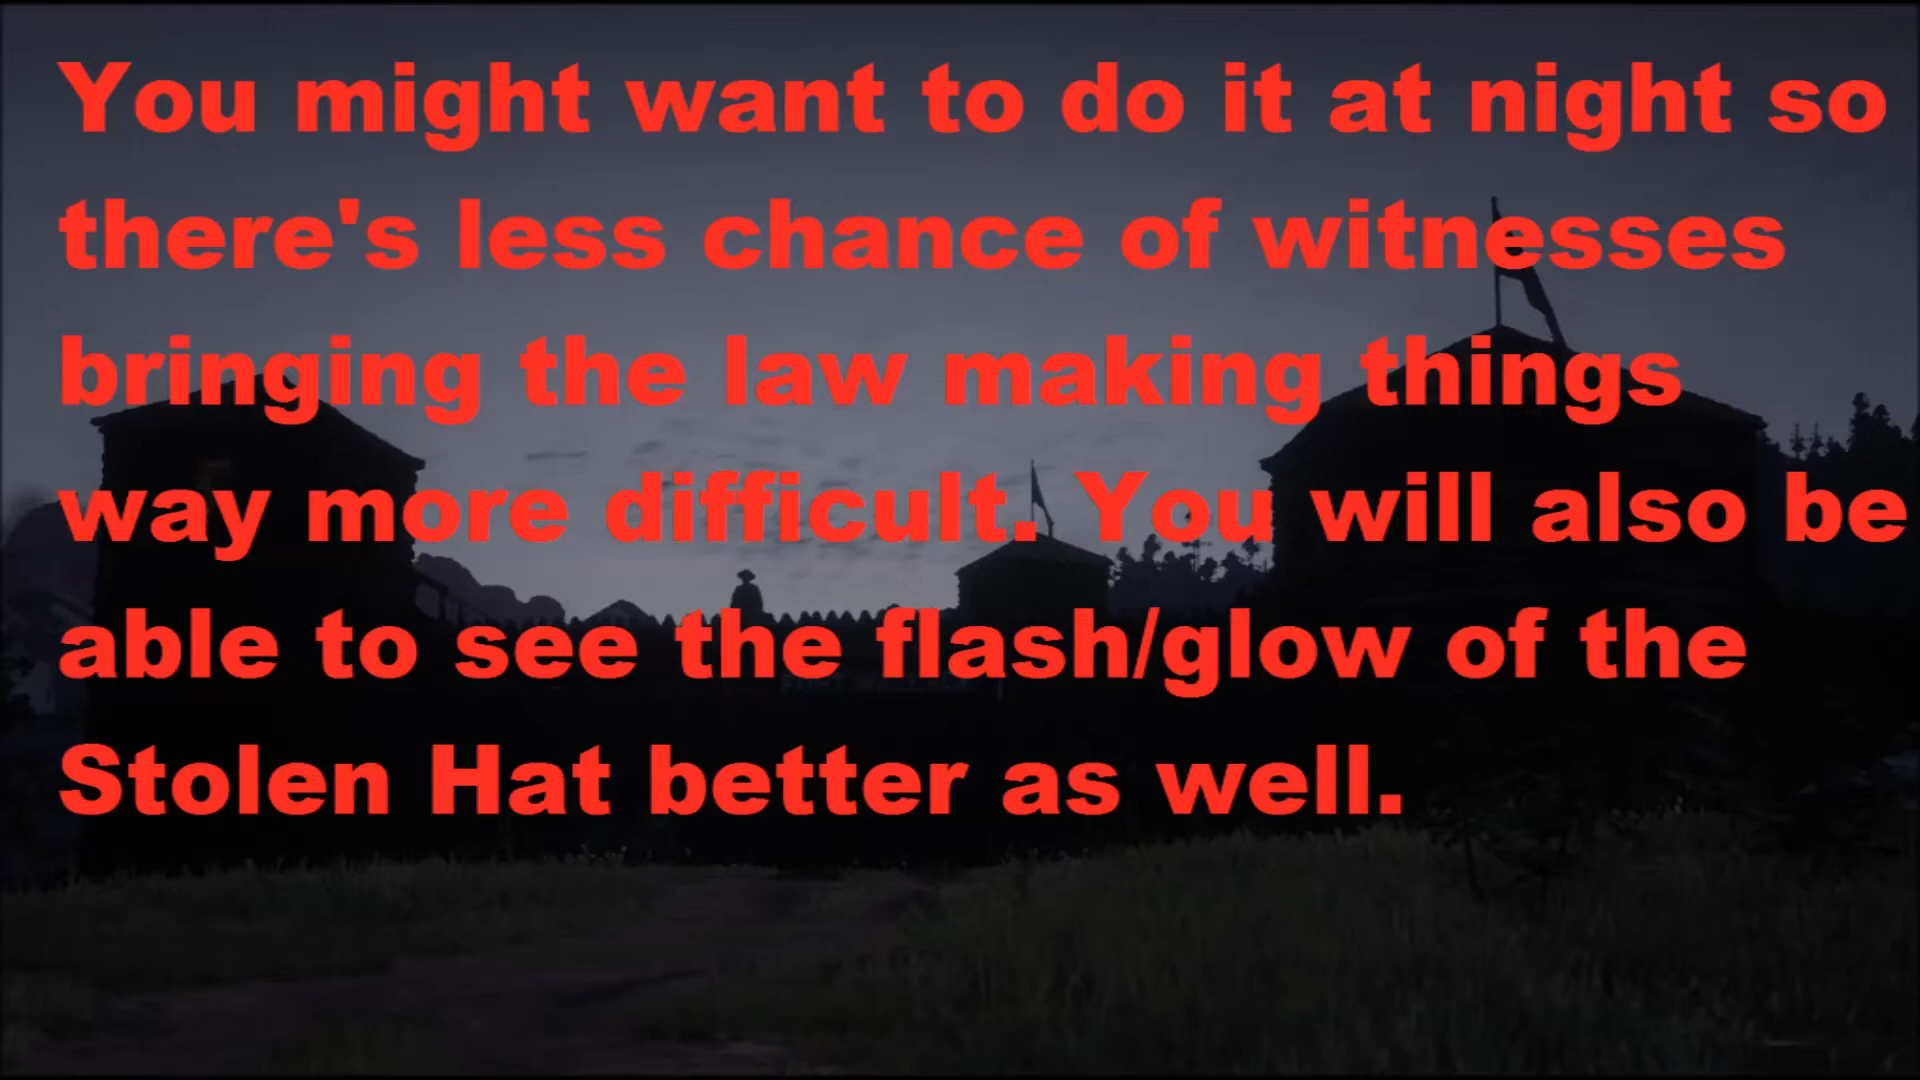 You might want to do it at night so
there's less chance of witnesses
bringing the law making things
way more difficult. You will also be
able to see the flash/glow of the
Stolen Hat better as well.